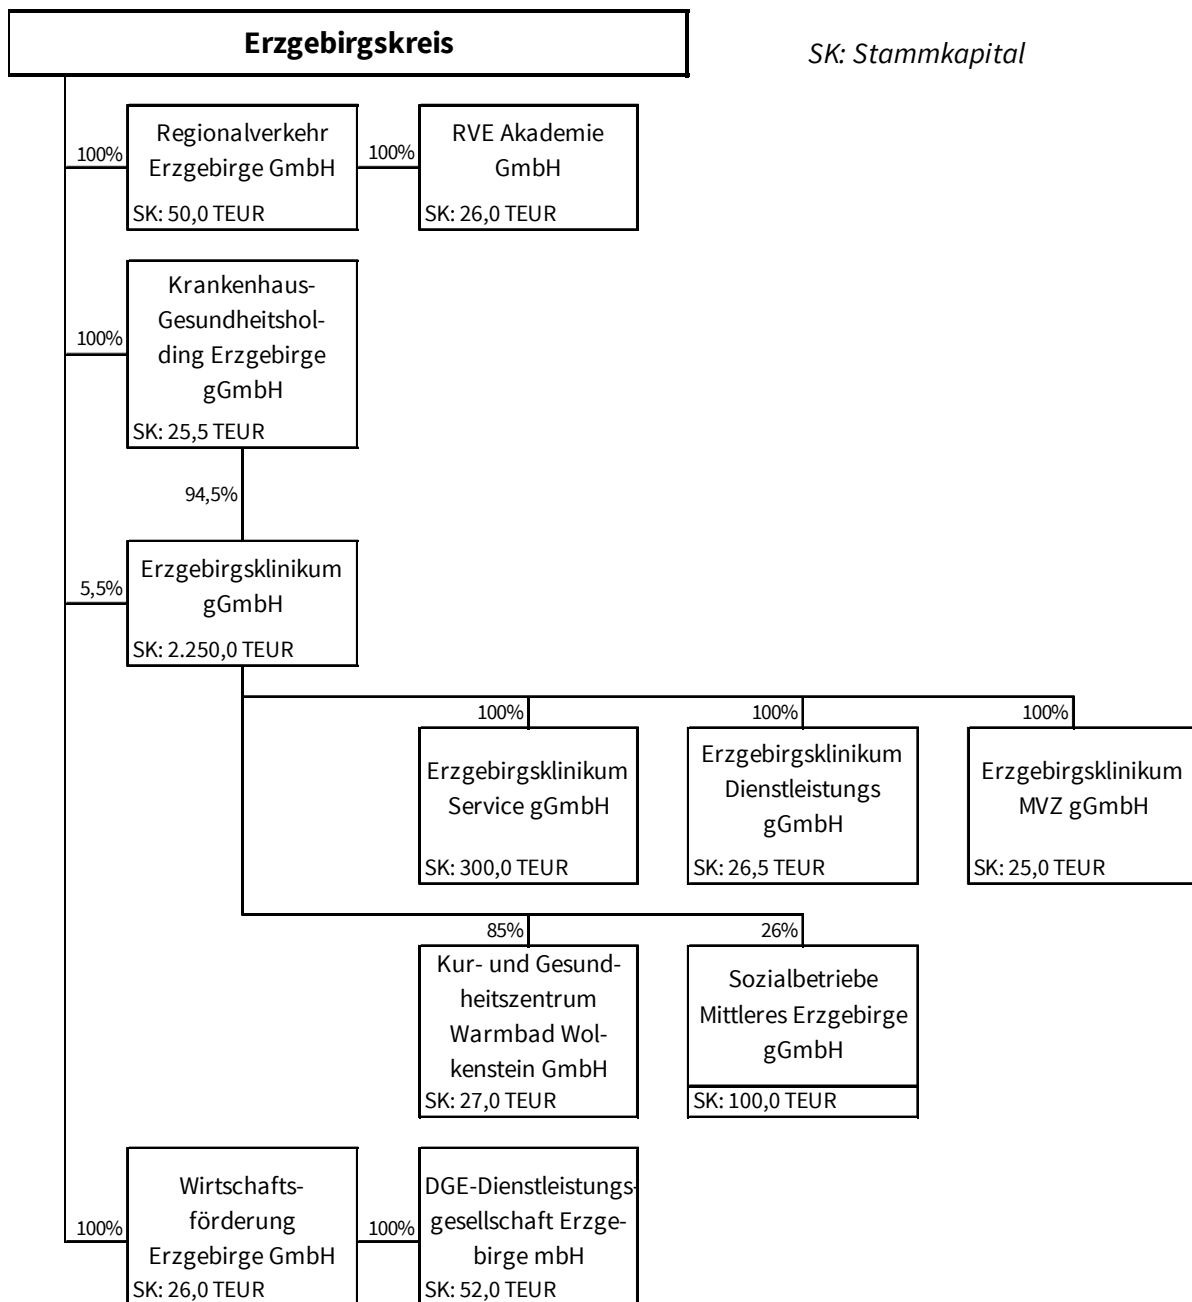 Erzgebirgskreis
SK: Stammkapital
100%
Regionalverkehr
Erzgebirge GmbH
SK: 50,0 TEUR
100%
RVE Akademie
GmbH
SK: 26,0 TEUR
100%
Krankenhaus-
Gesundheitshol-
ding Erzgebirge
gGmbH
SK: 25,5 TEUR
94,5%
5,5%
Erzgebirgsklinikum
gGmbH
SK: 2.250,0 TEUR
100%
Erzgebirgsklinikum
Service gGmbH
SK: 300,0 TEUR
100%
Erzgebirgsklinikum
Dienstleistungs
gGmbH
SK: 26,5 TEUR
100%
Erzgebirgsklinikum
MVZ gGmbH
SK: 25,0 TEUR
85%
Kur- und Gesund-
heitszentrum
Warmbad Wol-
kenstein GmbH
SK: 27,0 TEUR
26%
Sozialbetriebe
Mittleres Erzgebirge
gGmbH
SK: 100,0 TEUR
100%
Wirtschafts-
förderung
Erzgebirge GmbH
SK: 26,0 TEUR
100%
DGE-Dienstleistungs-
gesellschaft Erzge-
birge mbH
SK: 52,0 TEUR